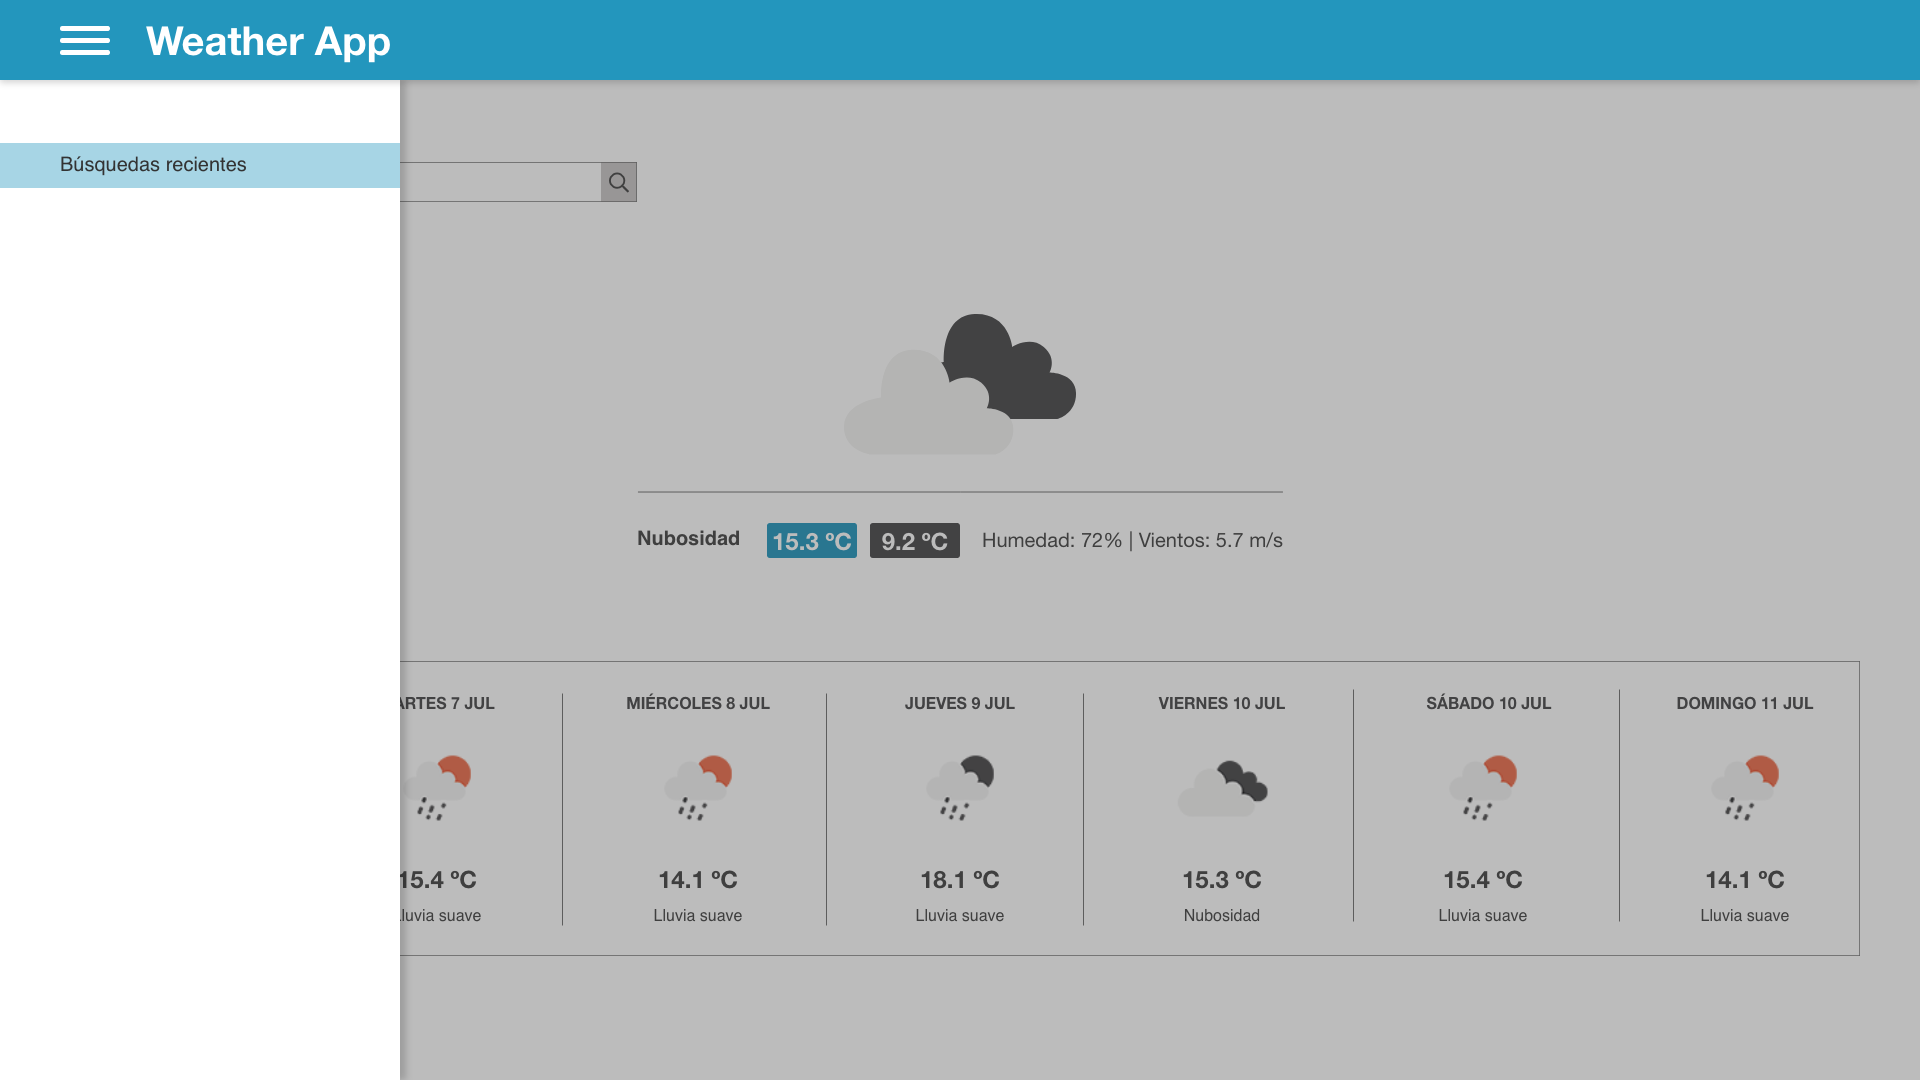 Weather App
Búsquedas recientes
Nubosidad 15.3 ºC 9.2 ºC Humedad: 72% | Vientos: 5.7 m/s
ARTES 7 JUL MIÉRCOLES 8 JUL JUEVES 9 JUL VIERNES 10 JUL SÁBADO 10 JUL DOMINGO 11 JUL
15.4 ºC 14.1 ºC 18.1 ºC 15.3 ºC 15.4 ºC 14.1 ºC
lluvia suave Lluvia suave Lluvia suave Nubosidad Lluvia suave Lluvia suave